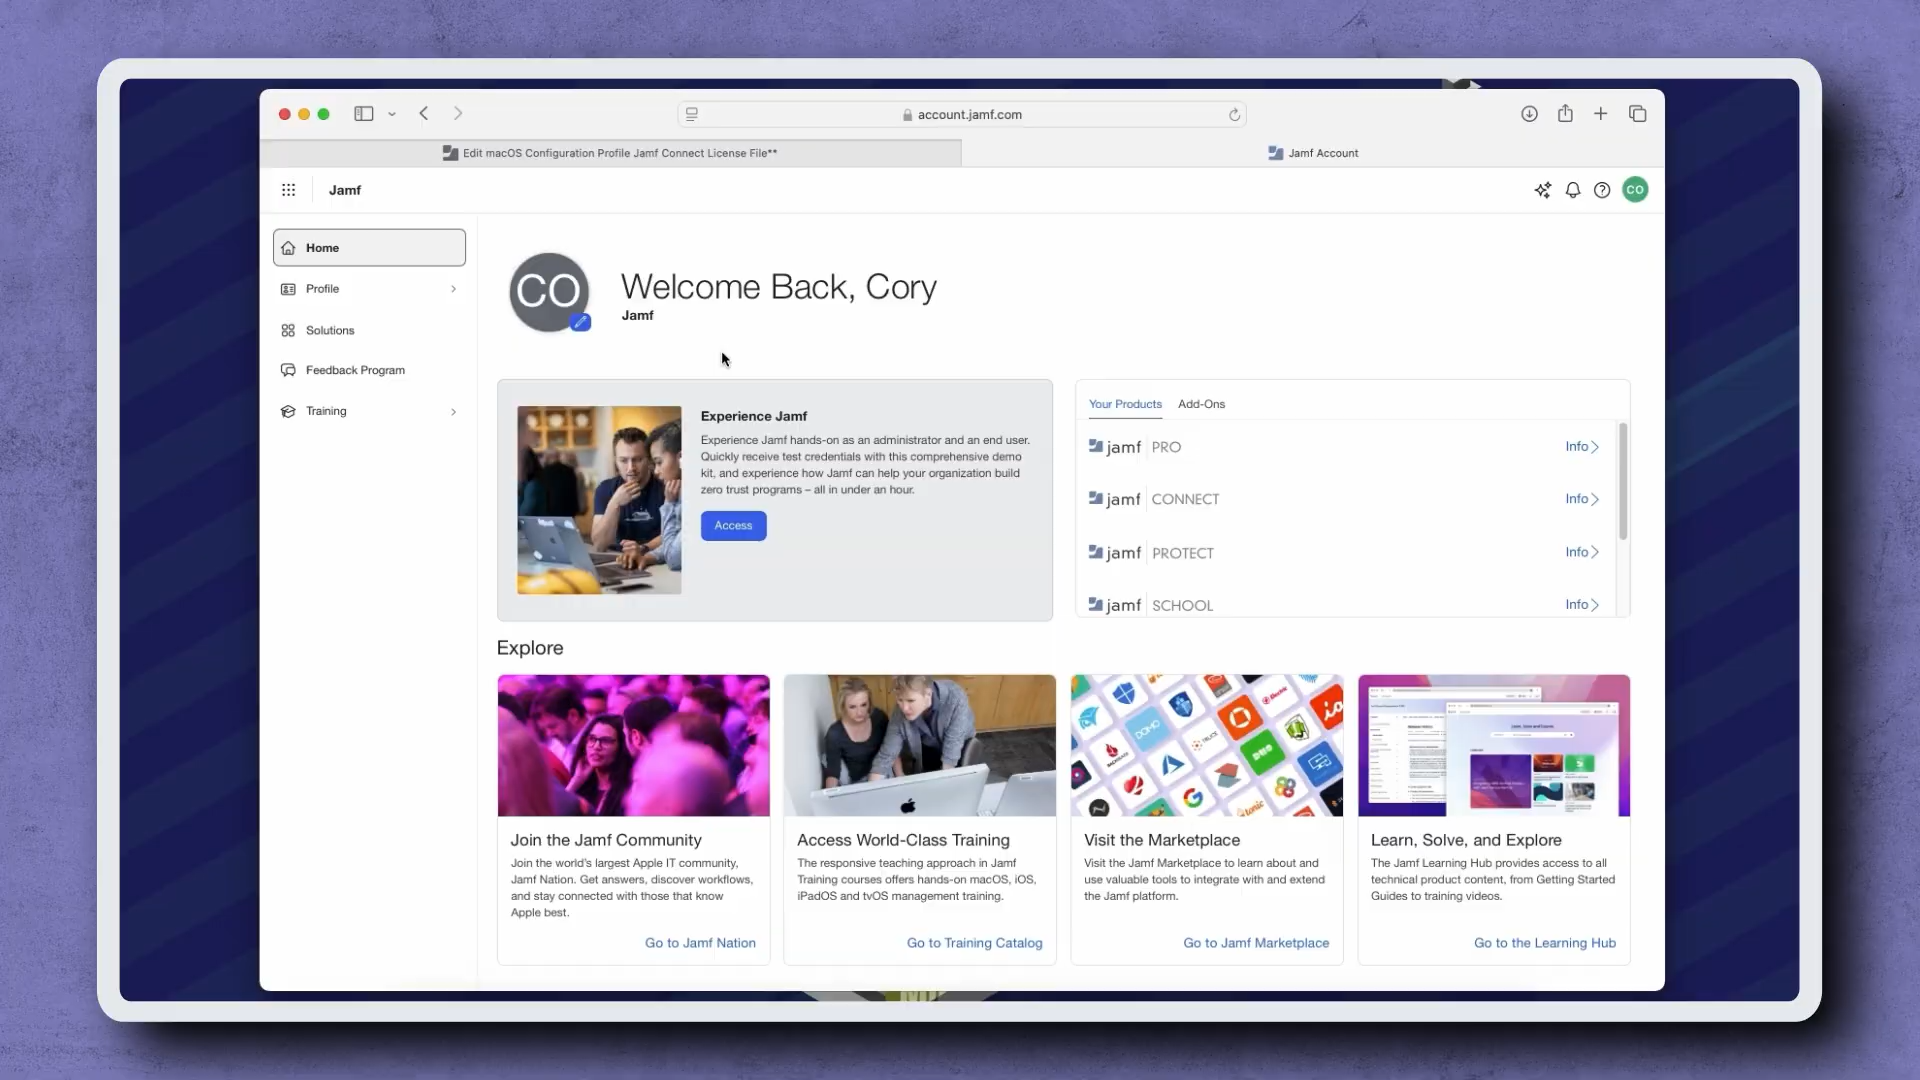 account.jamf.com
Edit macOS Configuration Profile Jamf Connect License File**
Jamf Account
Jamf
CO
Home
Profile
Solutions
Feedback Program
Training
CO
Welcome Back, Cory
Jamf
Experience Jamf
Experience Jamf hands-on as an administrator and an end user.
Quickly receive test credentials with this comprehensive demo
kit, and experience how Jamf can help your organization build
zero trust programs – all in under an hour.
Access
Your Products
Add-Ons
jamf PRO
Info
jamf CONNECT
Info
jamf PROTECT
Info
jamf SCHOOL
Info
Explore
DOMO
Join the Jamf Community
Join the world's largest Apple IT community,
Jamf Nation. Get answers, discover workflows,
and stay connected with those that know
Apple best.
Go to Jamf Nation
Access World-Class Training
The responsive teaching approach in Jamf
Training courses offers hands-on macOS, iOS,
iPadOS and tvOS management training.
Go to Training Catalog
Visit the Marketplace
Visit the Jamf Marketplace to learn about and
use valuable tools to integrate with and extend
the Jamf platform.
Go to Jamf Marketplace
Learn, Solve, and Explore
The Jamf Learning Hub provides access to all
technical product content, from Getting Started
Guides to training videos.
Go to the Learning Hub